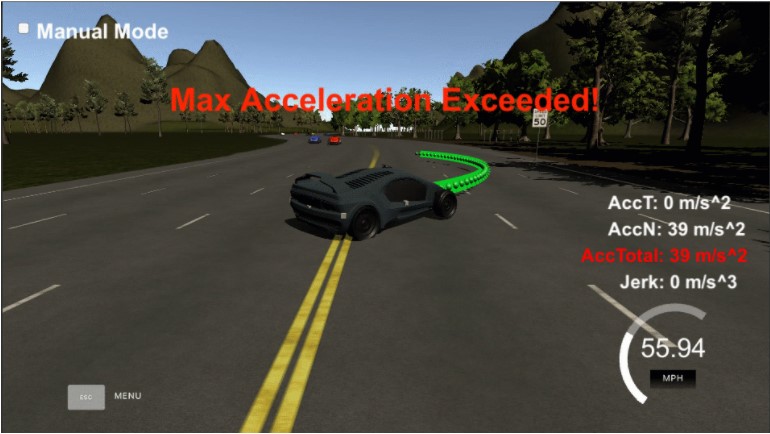 Manual Mode
Max Acceleration Exceeded!
50
AccT: 0 m/s^2
AccN: 39 m/s^2
AccTotal: 39 m/s^2
Jerk: 0 m/s^3
55.94
MPH
esc MENU